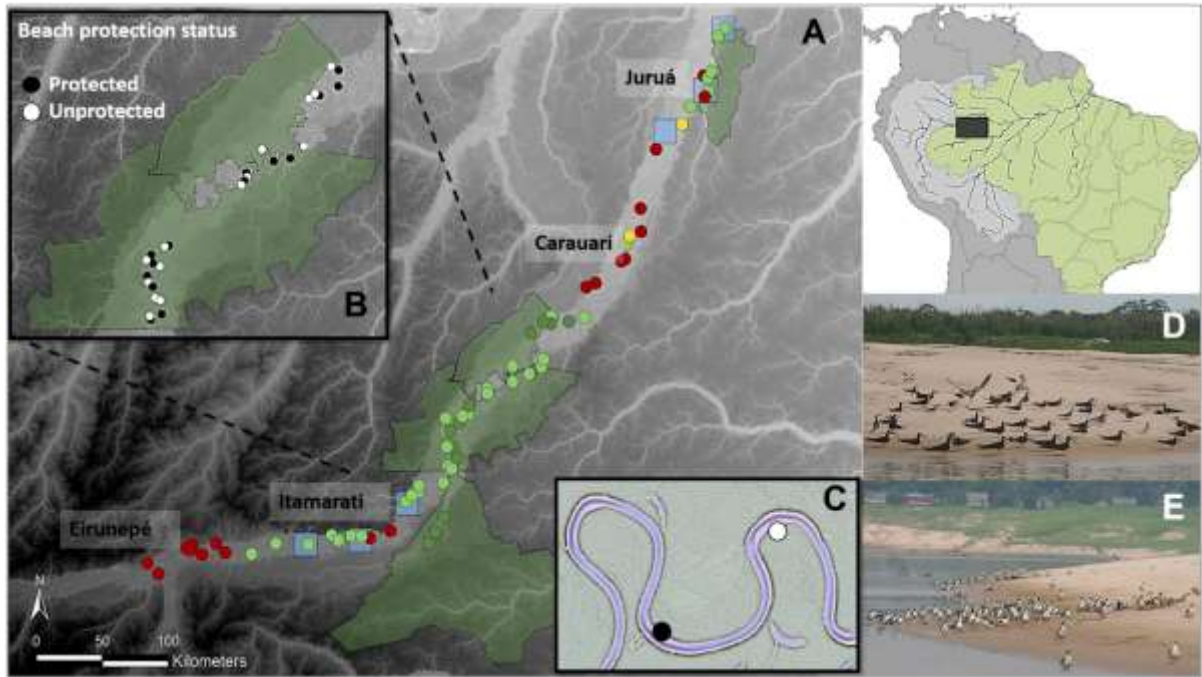 Beach protection status
Protected
Unprotected
B
A
Juruá
Carauari
Itamarati
Eirunepé
N
0 50 100
Kilometers
C
D
E